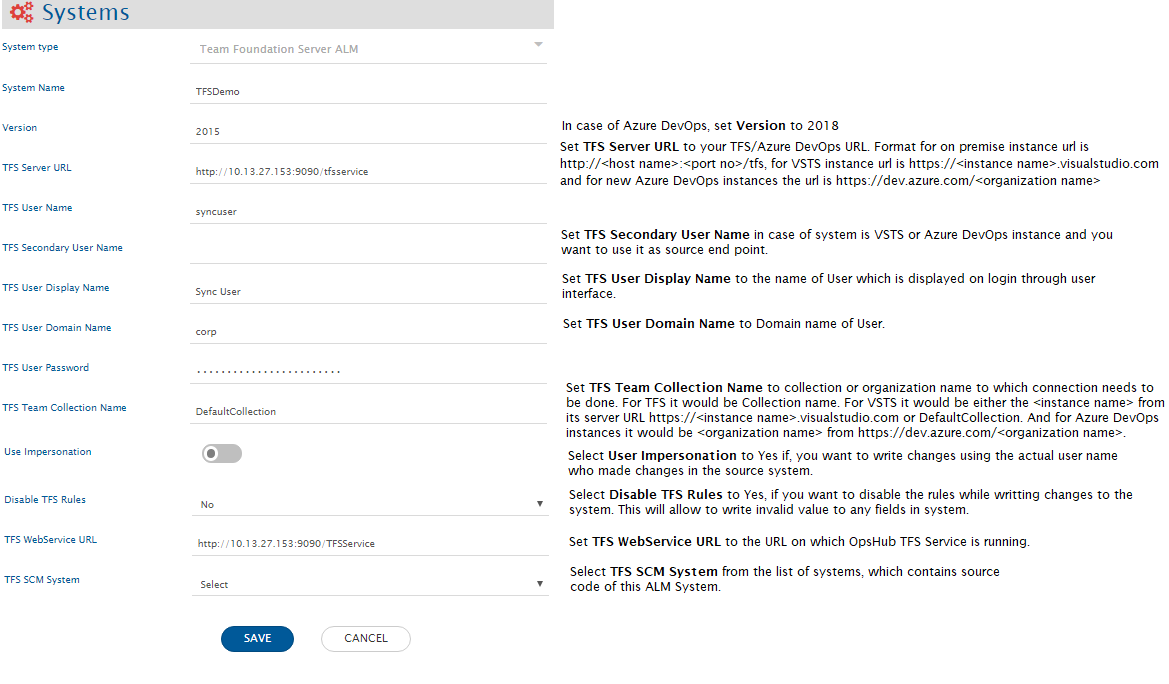 Systems
System type
Team Foundation Server ALM
System Name
TFSDemo
Version
2015
In case of Azure DevOps, set Version to 2018
TFS Server URL
http://10.13.27.153:9090/tfsservice
Set TFS Server URL to your TFS/Azure DevOps URL. Format for on premise instance url is
http://<host name>:<port no>/tfs, for VSTS instance url is https://<instance name>.visualstudio.com
and for new Azure DevOps instances the url is https://dev.azure.com/<organization name>
TFS User Name
syncuser
TFS Secondary User Name
Set TFS Secondary User Name in case of system is VSTS or Azure DevOps instance and you
want to use it as source end point.
TFS User Display Name
Sync User
Set TFS User Display Name to the name of User which is displayed on login through user
interface.
TFS User Domain Name
corp
Set TFS User Domain Name to Domain name of User.
TFS User Password
........................
TFS Team Collection Name
DefaultCollection
Set TFS Team Collection Name to collection or organization name to which connection needs to
be done. For TFS it would be Collection name. For VSTS it would be either the <instance name> from
its server URL https://<instance name>.visualstudio.com or DefaultCollection. And for Azure DevOps
instances it would be <organization name> from https://dev.azure.com/<organization name>.
Use Impersonation
Select User Impersonation to Yes if, you want to write changes using the actual user name
who made changes in the source system.
Disable TFS Rules
No
Select Disable TFS Rules to Yes, if you want to disable the rules while writting changes to the
system. This will allow to write invalid value to any fields in system.
TFS WebService URL
http://10.13.27.153:9090/TFSService
Set TFS WebService URL to the URL on which OpsHub TFS Service is running.
TFS SCM System
Select
Select TFS SCM System from the list of systems, which contains source
code of this ALM System.
SAVE
CANCEL